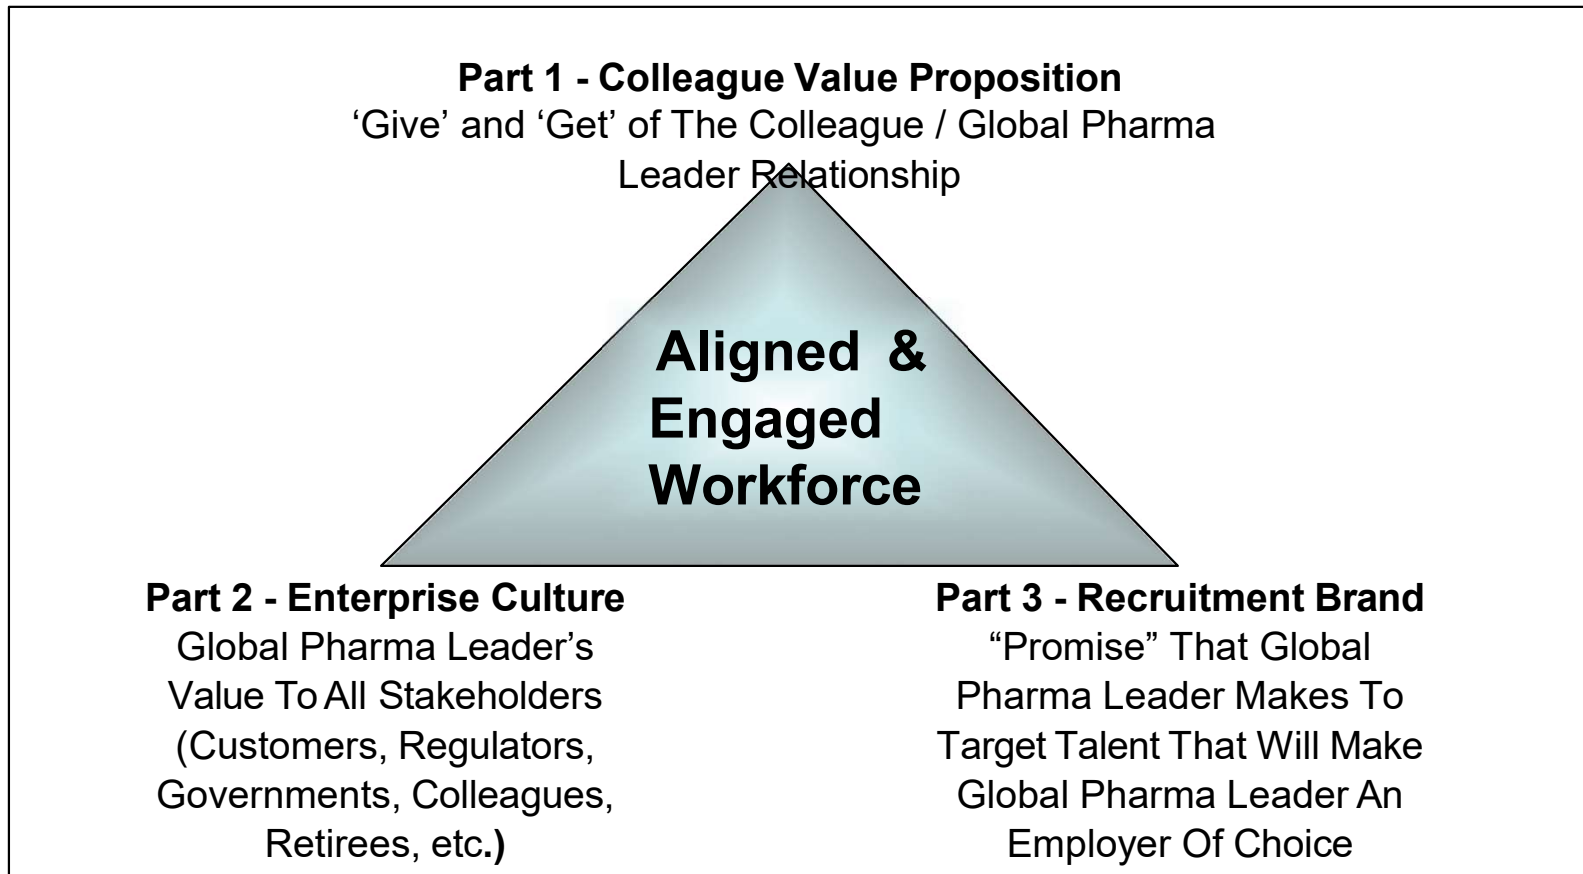 Part 1 - Colleague Value Proposition
‘Give’ and ‘Get’ of The Colleague / Global Pharma
Leader Relationship
Aligned &
Engaged
Workforce
Part 2 - Enterprise Culture
Global Pharma Leader’s
Value To All Stakeholders
(Customers, Regulators,
Governments, Colleagues,
Retirees, etc.)
Part 3 - Recruitment Brand
“Promise” That Global
Pharma Leader Makes To
Target Talent That Will Make
Global Pharma Leader An
Employer Of Choice